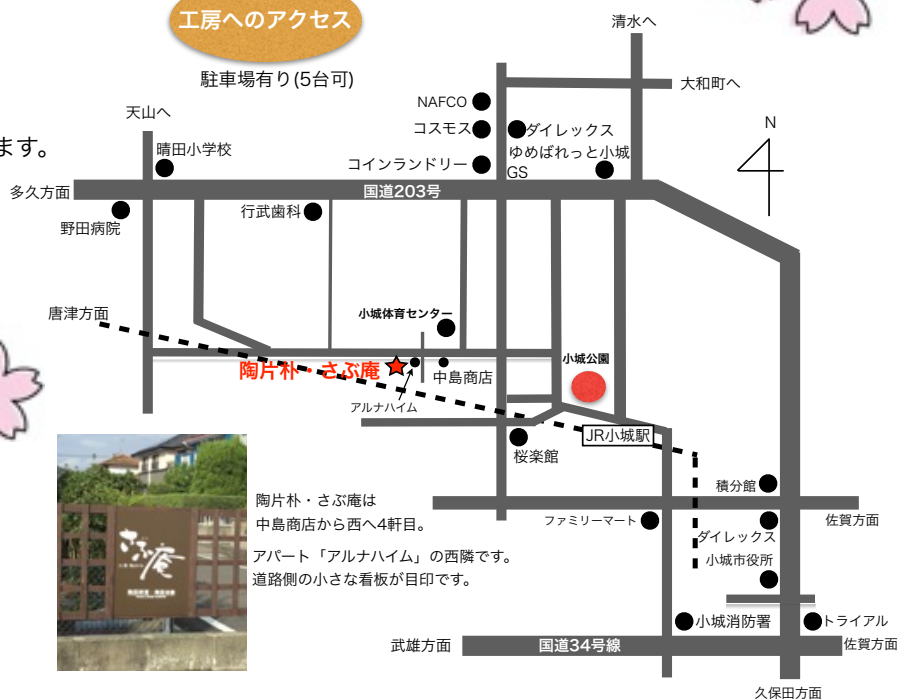 工房へのアクセス
駐車場有り(5台可)
ます。
清水へ
大和町へ
天山へ
NAFCO
コスモス
ダイレックス
ゆめぱれっと小城
GS
コインランドリー
N
晴田小学校
多久方面
国道203号
野田病院
行武歯科
唐津方面
小城体育センター
陶片朴・さぶ庵
中島商店
アルナハイム
小城公園
JR小城駅
桜楽館
積分館
ファミリーマート
佐賀方面
ダイレックス
小城市役所
さぶ庵
陶片朴・さぶ庵は
中島商店から西へ4軒目。
アパート「アルナハイム」の西隣です。
道路側の小さな看板が目印です。
小城消防署
トライアル
武雄方面
国道34号線
佐賀方面
久保田方面